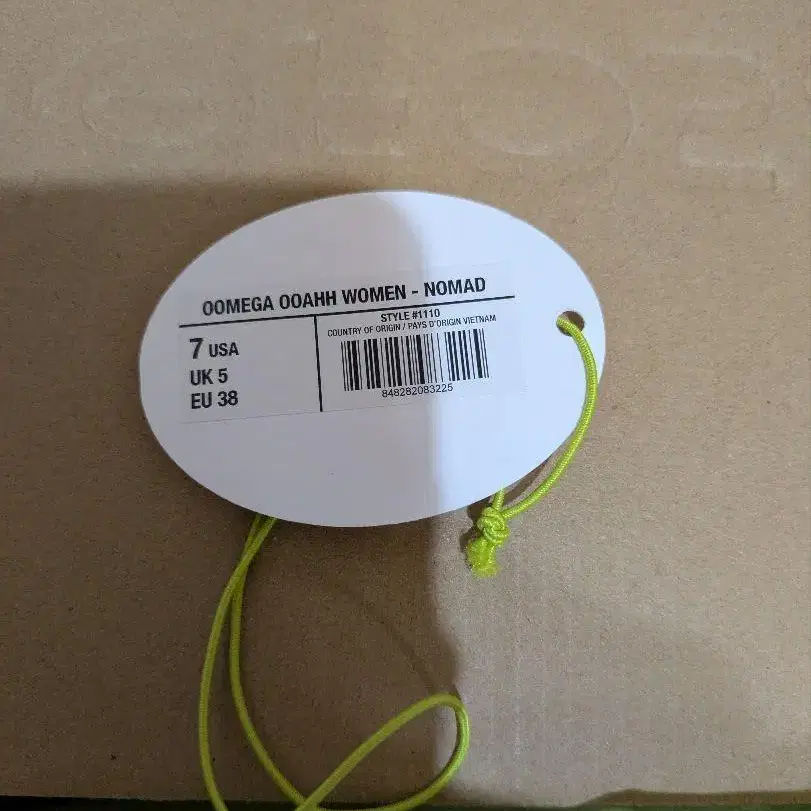 OOMEGA OOAHH WOMEN - NOMAD
7 USA
UK 5
EU 38
STYLE #1110
COUNTRY OF ORIGIN / PAYS D'ORIGIN VIETNAM
848282083225